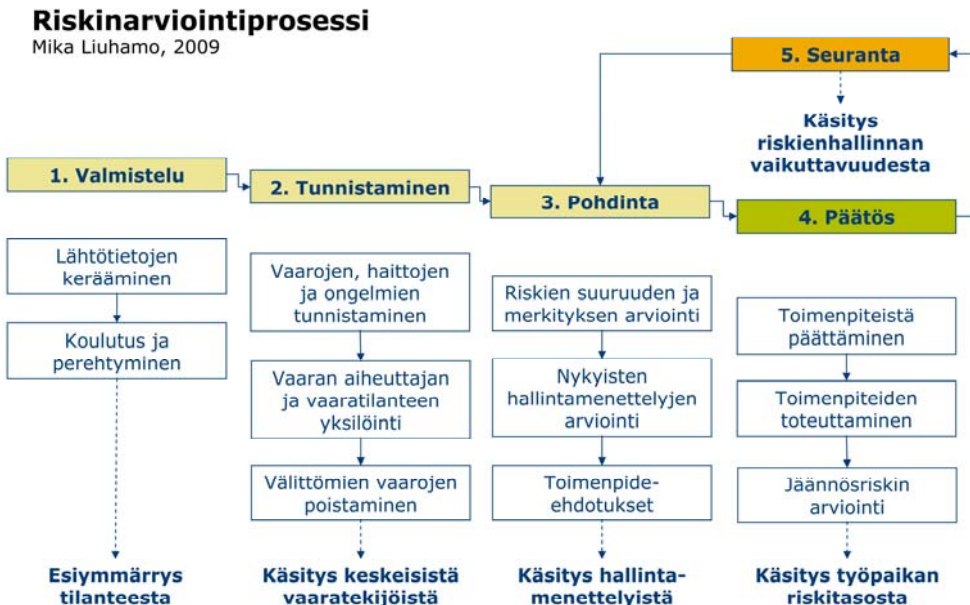 Riskinarviointiprosessi
Mika Liuhamo, 2009
5. Seuranta
Käsitys
riskienhallinnan
vaikuttavuudesta
1. Valmistelu
2. Tunnistaminen
3. Pohdinta
4. Päätös
Lähtötietojen
kerääminen
Koulutus ja
perehtyminen
Esiymmärrys
tilanteesta
Vaarojen, haittojen
ja ongelmien
tunnistaminen
Vaaran aiheuttajan
ja vaaratilanteen
yksilöinti
Välittömien vaarojen
poistaminen
Käsitys keskeisistä
vaaratekijöistä
Riskien suuruuden ja
merkityksen arviointi
Nykyisten
hallintamenettelyjen
arviointi
Toimenpide-
ehdotukset
Käsitys hallinta-
menettelyistä
Toimenpiteistä
päättäminen
Toimenpiteiden
toteuttaminen
Jäännösriskin
arviointi
Käsitys työpaikan
riskitasosta